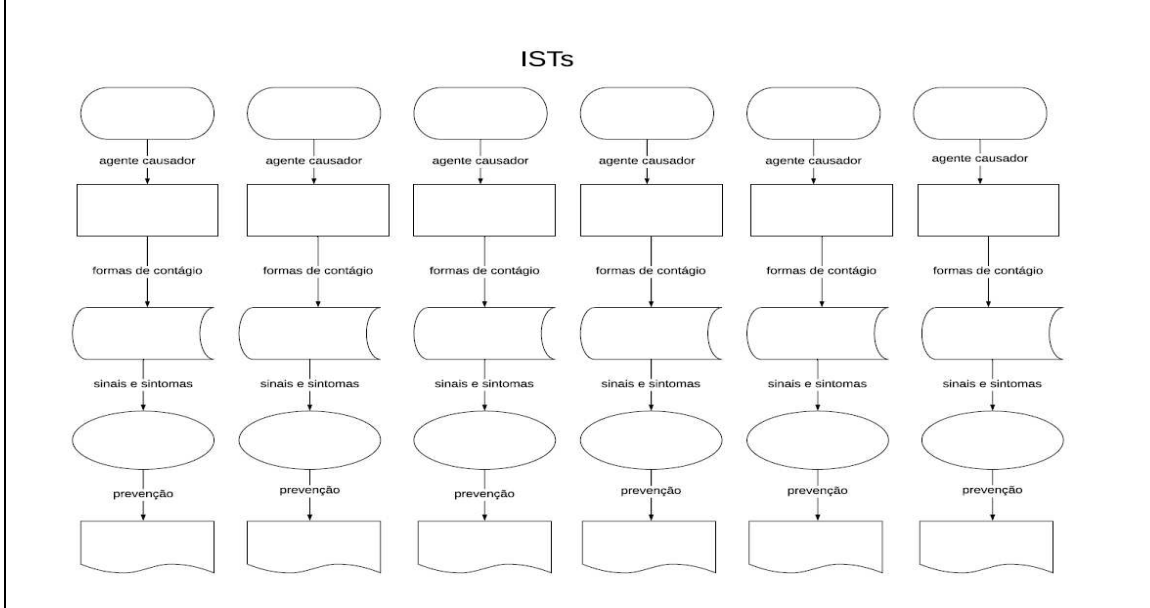 ISTs
agente causador agente causador agente causador agente causador agente causador agente causador
formas de contágio formas de contágio formas de contágio formas de contágio formas de contágio formas de contágio
sinais e sintomas sinais e sintomas sinais e sintomas sinais e sintomas sinais e sintomas sinais e sintomas
prevenção prevenção prevenção prevenção prevenção prevenção